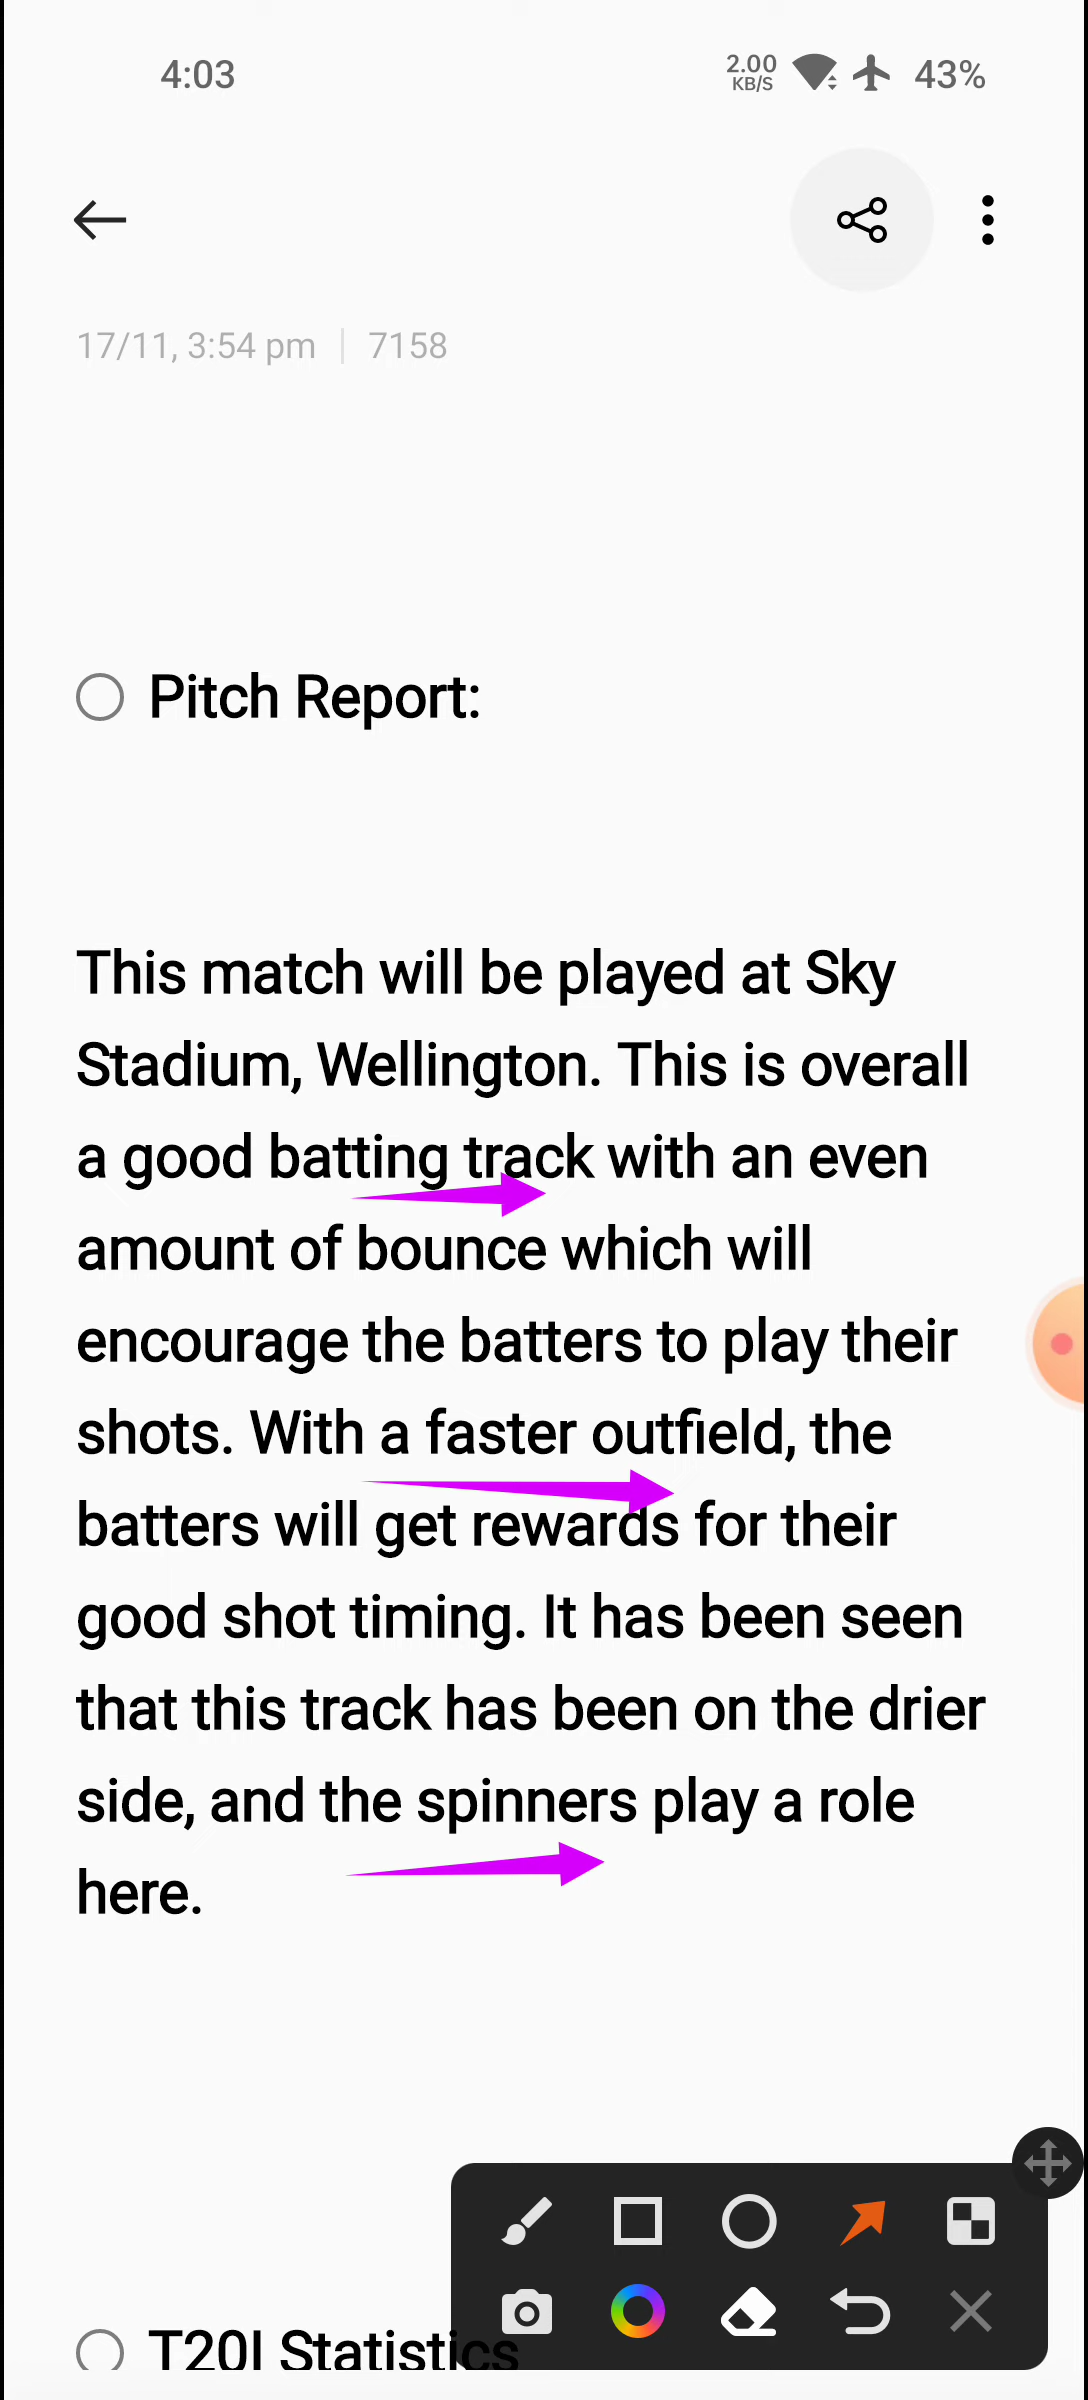 4:03
2.00
KB/S
43%
17/11, 3:54 pm | 7158
Pitch Report:
This match will be played at Sky
Stadium, Wellington. This is overall
a good batting track with an even
amount of bounce which will
encourage the batters to play their
shots. With a faster outfield, the
batters will get rewards for their
good shot timing. It has been seen
that this track has been on the drier
side, and the spinners play a role
here.
T20I Statistics